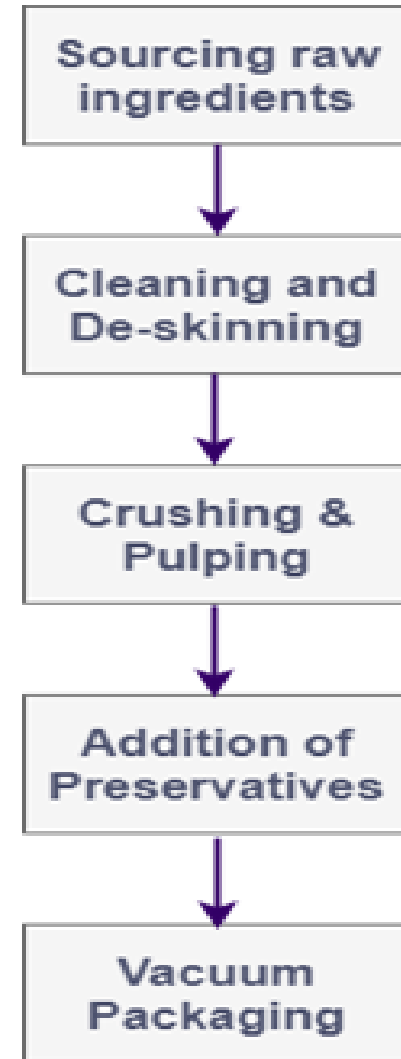 Sourcing raw
ingredients
Cleaning and
De-skinning
Crushing &
Pulping
Addition of
Preservatives
Vacuum
Packaging